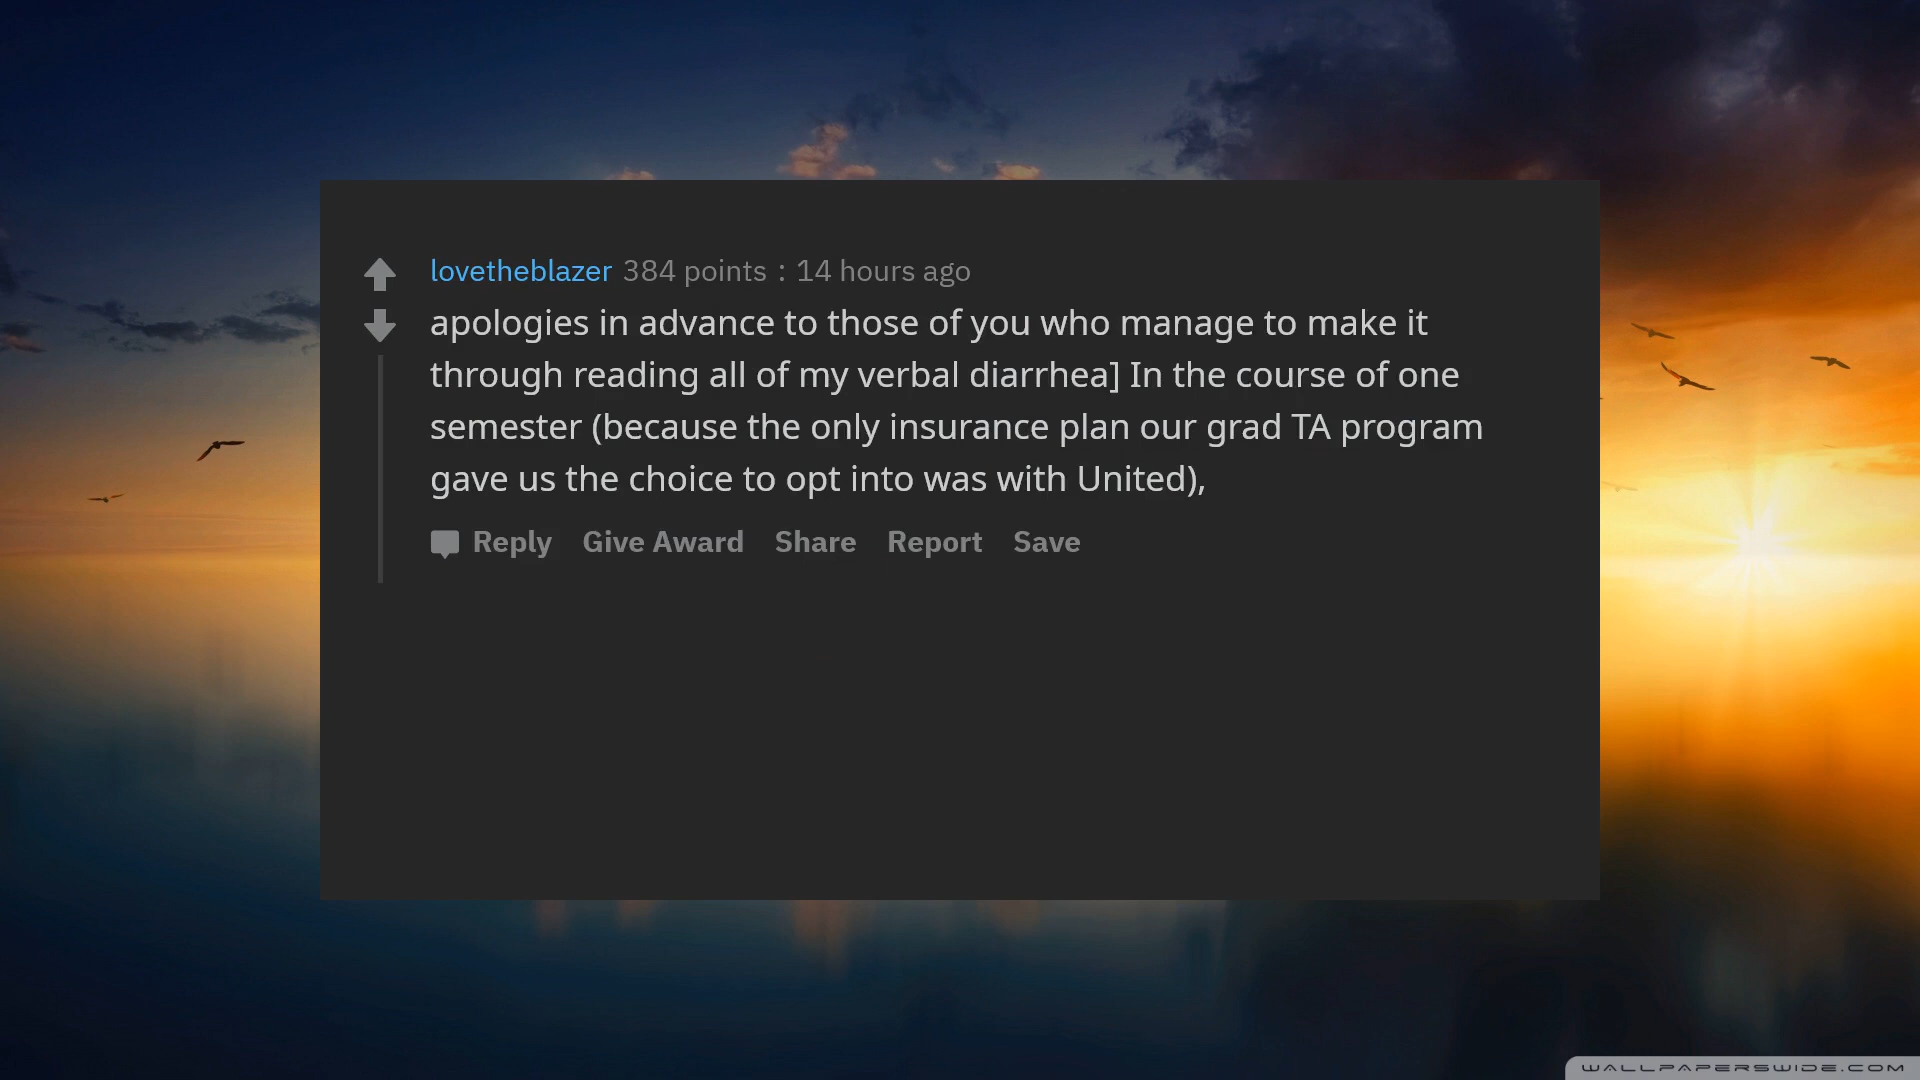 lovetheblazer 384 points : 14 hours ago
apologies in advance to those of you who manage to make it
through reading all of my verbal diarrhea] In the course of one
semester (because the only insurance plan our grad TA program
gave us the choice to opt into was with United),
Reply Give Award Share Report Save
WALLPAPERSWIDE.COM